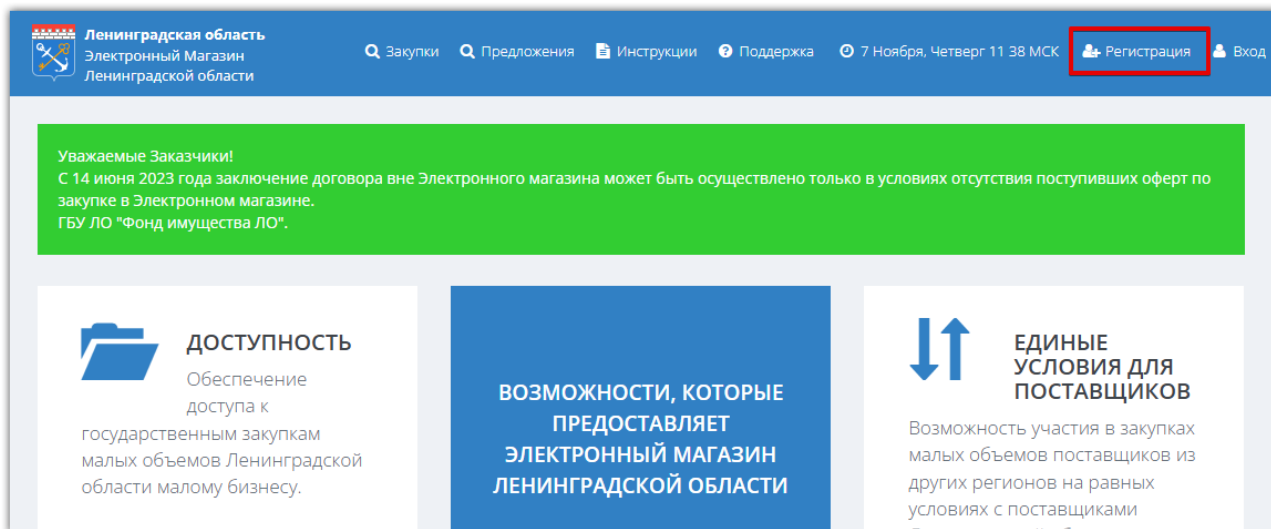 Ленинградская область
Электронный Магазин
Ленинградской области
Закупки
Предложения
Инструкции
Поддержка
7 Ноября, Четверг 11 38 МСК
Регистрация
Вход
Уважаемые Заказчики!
С 14 июня 2023 года заключение договора вне Электронного магазина может быть осуществлено только в условиях отсутствия поступивших оферт по
закупке в Электронном магазине.
ГБУ ЛО "Фонд имущества ЛО".
ДОСТУПНОСТЬ
Обеспечение
доступа к
государственным закупкам
малых объемов Ленинградской
области малому бизнесу.
ВОЗМОЖНОСТИ, КОТОРЫЕ
ПРЕДОСТАВЛЯЕТ
ЭЛЕКТРОННЫЙ МАГАЗИН
ЛЕНИНГРАДСКОЙ ОБЛАСТИ
ЕДИНЫЕ
УСЛОВИЯ ДЛЯ
ПОСТАВЩИКОВ
Возможность участия в закупках
малых объемов поставщиков из
других регионов на равных
условиях с поставщиками